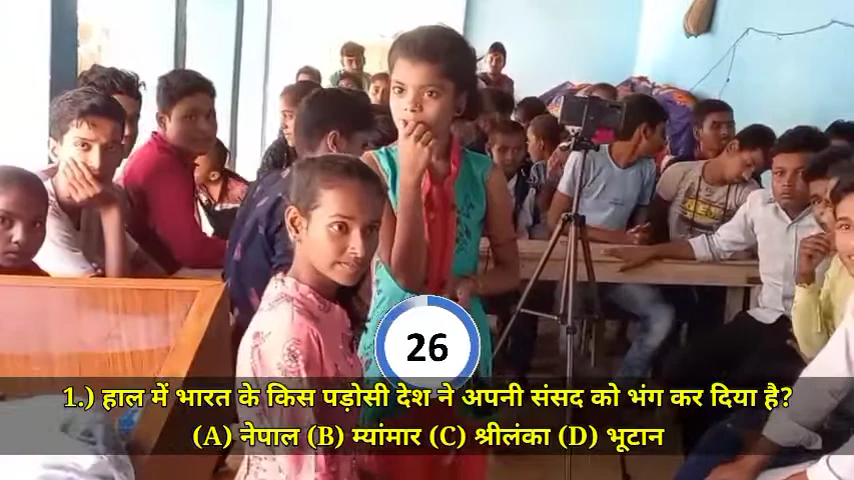 26
1.) हाल में भारत के किस पड़ोसी देश ने अपनी संसद को भंग कर दिया है?
(A) नेपाल (B) म्यांमार (C) श्रीलंका (D) भूटान